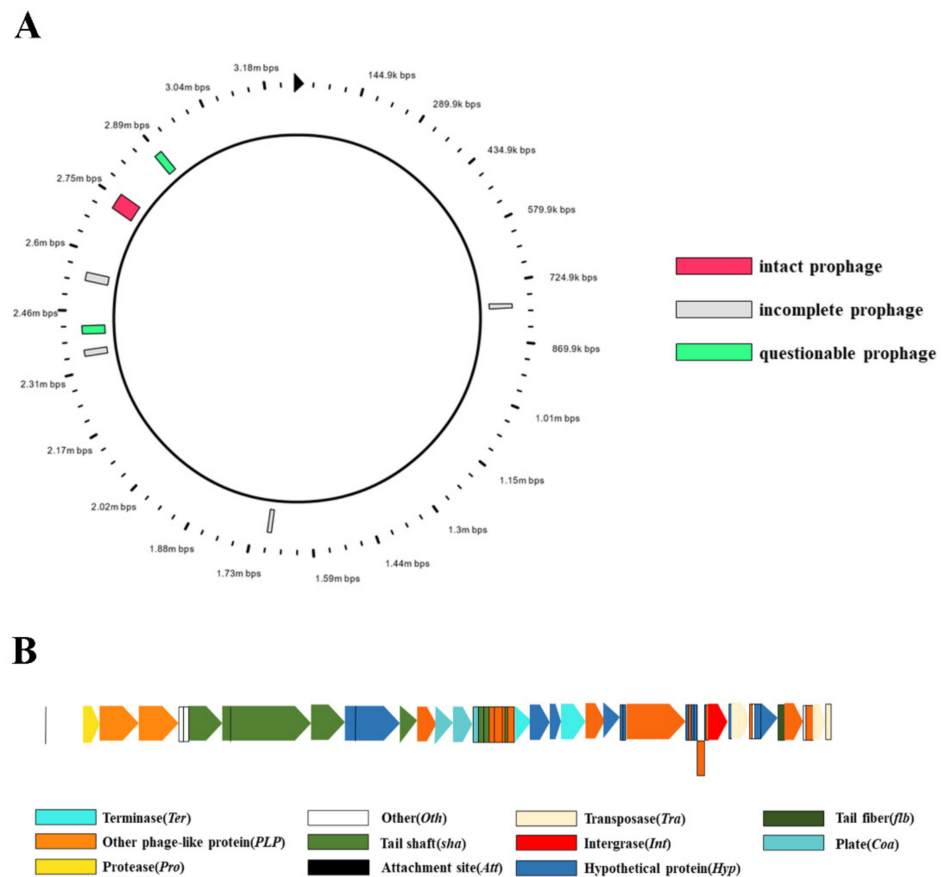 A
3.18m bps
144.9k bps
3.04m bps
289.9k bps
2.89m bps
434.9k bps
2.75m bps
579.9k bps
2.6m bps
724.9k bps
2.46m bps
869.9k bps
2.31m bps
1.01m bps
2.17m bps
1.15m bps
2.02m bps
1.3m bps
1.88m bps
1.44m bps
1.73m bps
1.59m bps
intact prophage
incomplete prophage
questionable prophage
B
Terminase(Ter)
Other(Oth)
Transposase(Tra)
Tail fiber(flb)
Other phage-like protein(PLP)
Tail shaft(sha)
Intergrase(Int)
Plate(Coa)
Protease(Pro)
Attachment site(Att)
Hypothetical protein(Hyp)